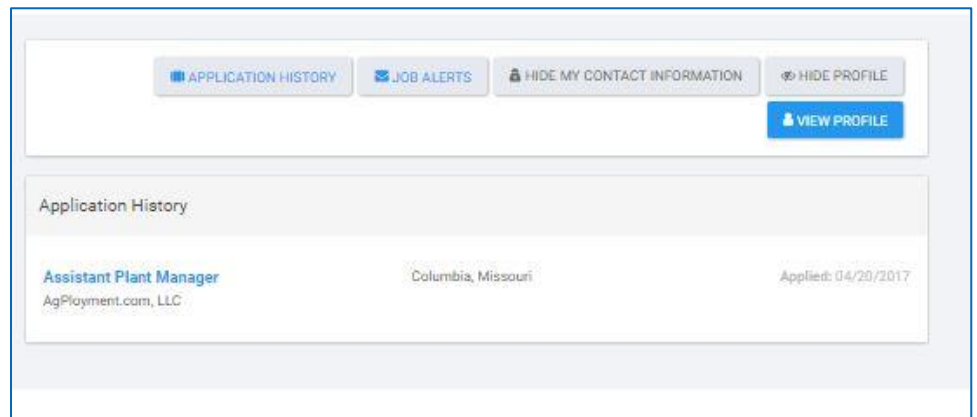 APPLICATION HISTORY JOB ALERTS HIDE MY CONTACT INFORMATION HIDE PROFILE
VIEW PROFILE
Application History
Assistant Plant Manager Columbia, Missouri Applied: 04/20/2017
AgPloyment.com, LLC